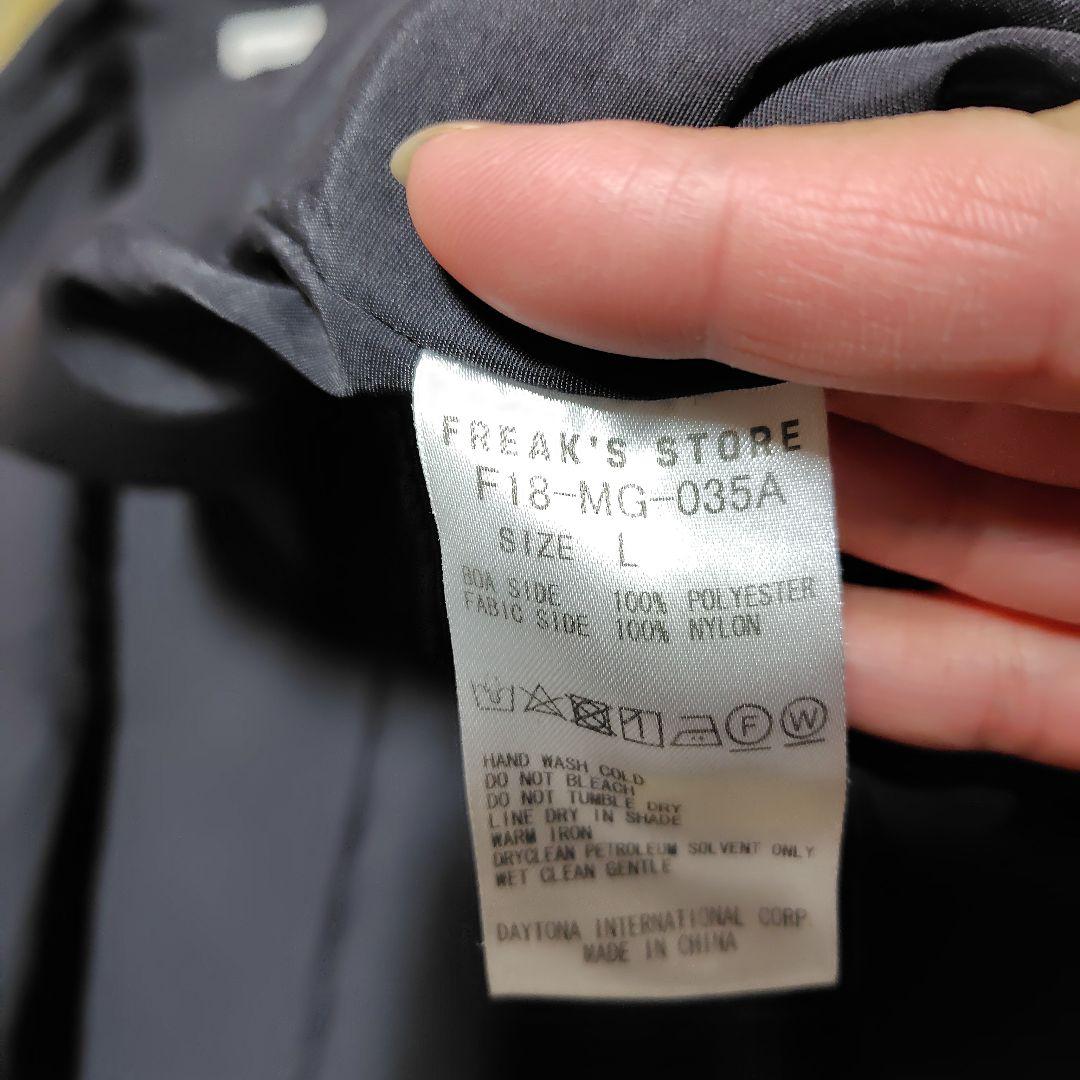 FREAK'S STORE
F18-MG-035A
SIZE L
BOA SIDE 100% POLYESTER
FABIC SIDE 100% NYLON
F W
HAND WASH COLD
DO NOT BLEACH
DO NOT TUMBLE DRY
LINE DRY IN SHADE
WARM IRON
DRYCLEAN PETROLEUM SOLVENT ONLY
WET CLEAN GENTLE
DAYTONA INTERNATIONAL CORP.
MADE IN CHINA